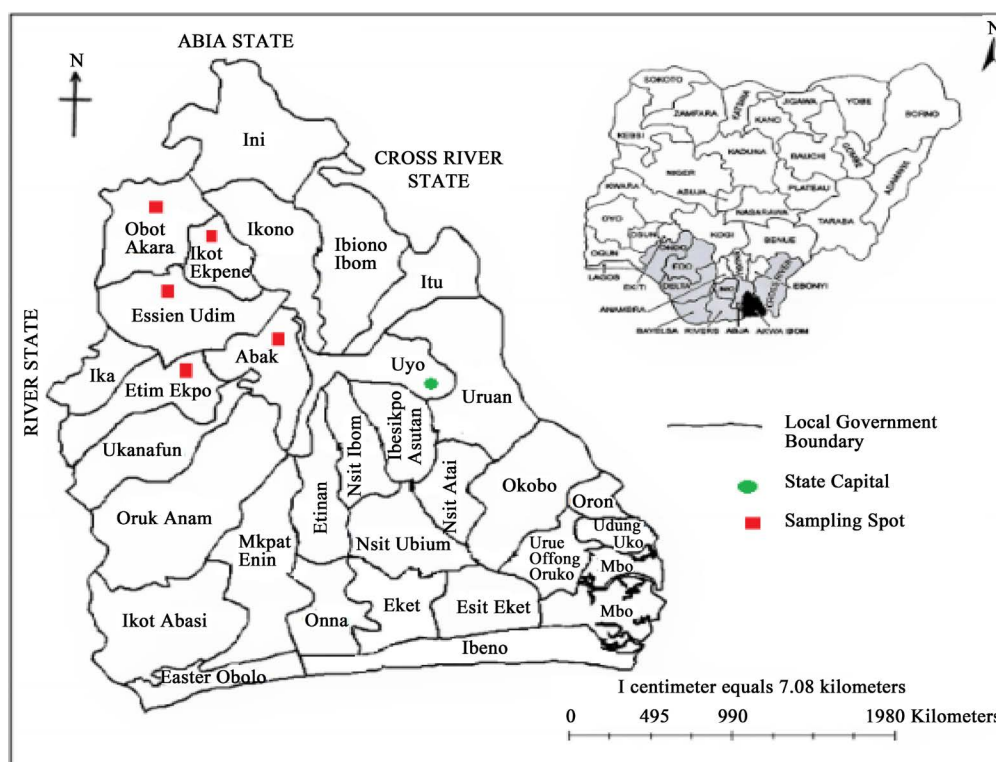 ABIA STATE
N
Ini
CROSS RIVER
STATE
Obot
Akara
Ikot
Ekpene
Ikono
Ibiono
Ibom
Itu
Essien Udim
RIVER STATE
Ika
Etim Ekpo
Abak
Uyo
Uruan
Ukanafun
Nsit Ibom
Ibesikpo
Asutan
Etinan
Nsit Atai
Okobo
Oron
Oruk Anam
Mkpat
Enin
Nsit Ubium
Udung
Uko
Urue
Offong
Oruko
Mbo
Mbo
Ikot Abasi
Onna
Eket
Esit Eket
Ibeno
Easter Obolo
N
SOKOTO
ZAMFARA
KATSINA
KANO
JIGAWA
YOBE
BORNO
KEBBI
KADUNA
BAUCHI
GOMBE
ADAMAWA
NIGER
ABUJA
PLATEAU
KWARA
NASARAWA
TARABA
OYO
OSUN
KOGI
BENUE
OGUN
ONDO
EDO
LAGOS
EKITI
DELTA
IMO
CROSS RIVER
EBONYI
ANAMBRA
BAYELSA
RIVERS
ABIA
AKWA IBOM
Local Government
Boundary
State Capital
Sampling Spot
I centimeter equals 7.08 kilometers
0 495 990 1980 Kilometers